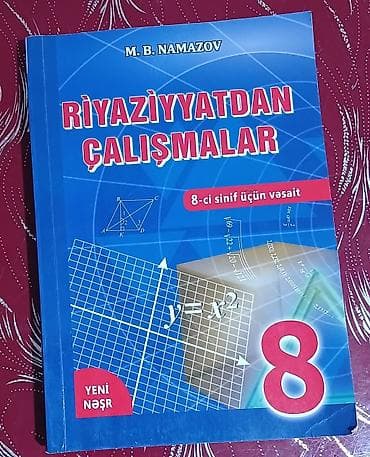 M. B. NAMAZOV
RİYAZİYYATDAN
ÇALIŞMALAR
8-ci sinif üçün vəsait
y = x²
8
YENİ
NƏŞR